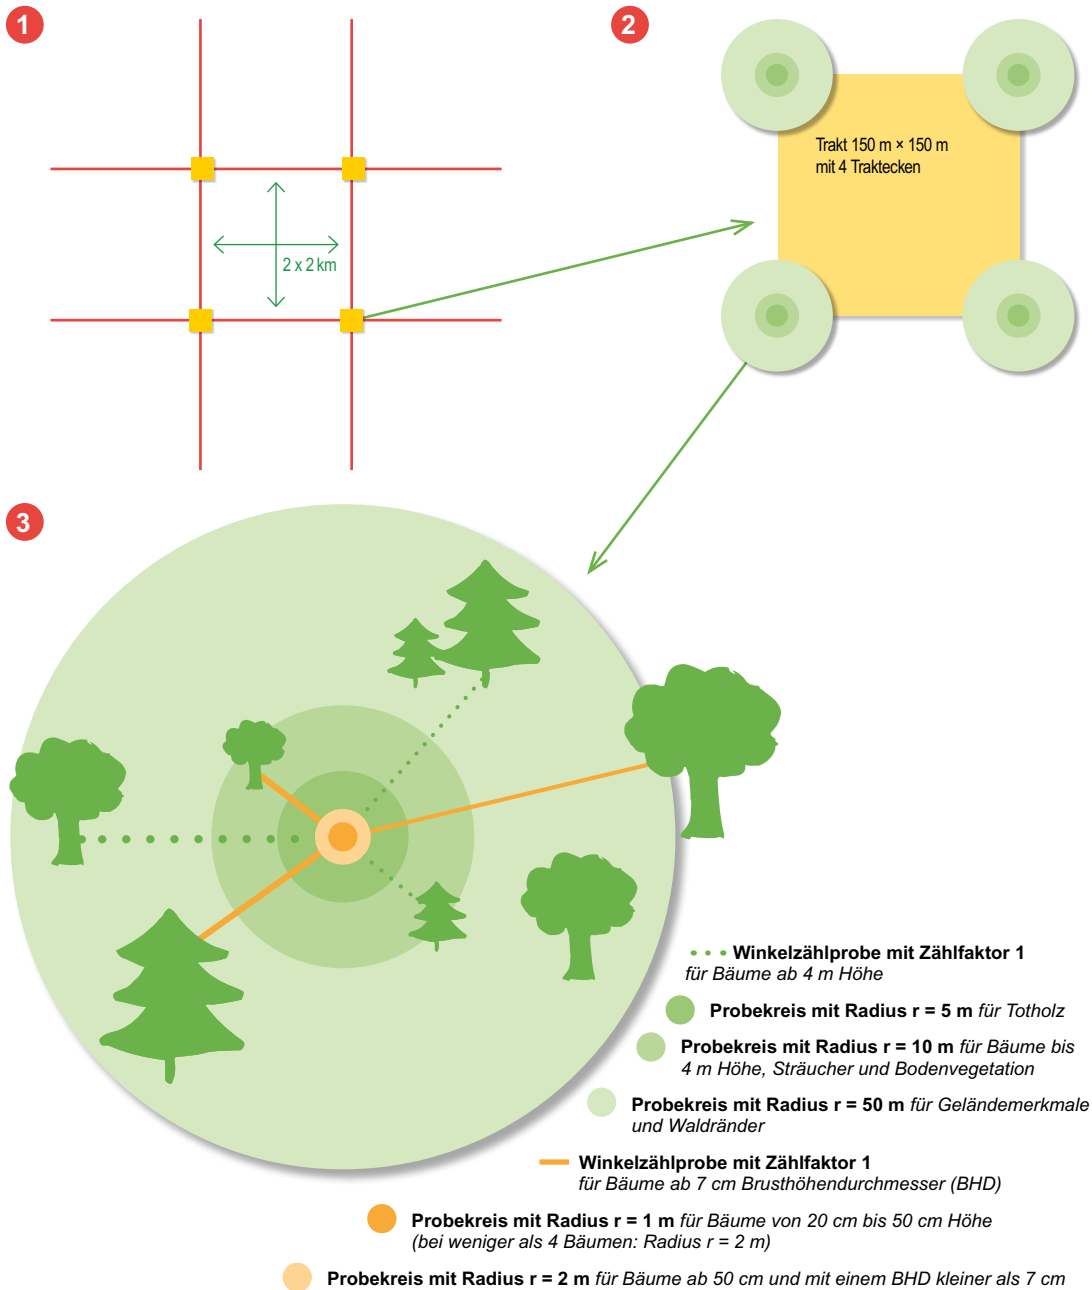 1
2
Trakt 150 m × 150 m
mit 4 Traktecken
2 x 2 km
3
Winkelzählprobe mit Zählfaktor 1
für Bäume ab 4 m Höhe
Probekreis mit Radius r = 5 m für Totholz
Probekreis mit Radius r = 10 m für Bäume bis
4 m Höhe, Sträucher und Bodenvegetation
Probekreis mit Radius r = 50 m für Geländemerkmale
und Waldränder
Winkelzählprobe mit Zählfaktor 1
für Bäume ab 7 cm Brusthöhendurchmesser (BHD)
Probekreis mit Radius r = 1 m für Bäume von 20 cm bis 50 cm Höhe
(bei weniger als 4 Bäumen: Radius r = 2 m)
Probekreis mit Radius r = 2 m für Bäume ab 50 cm und mit einem BHD kleiner als 7 cm